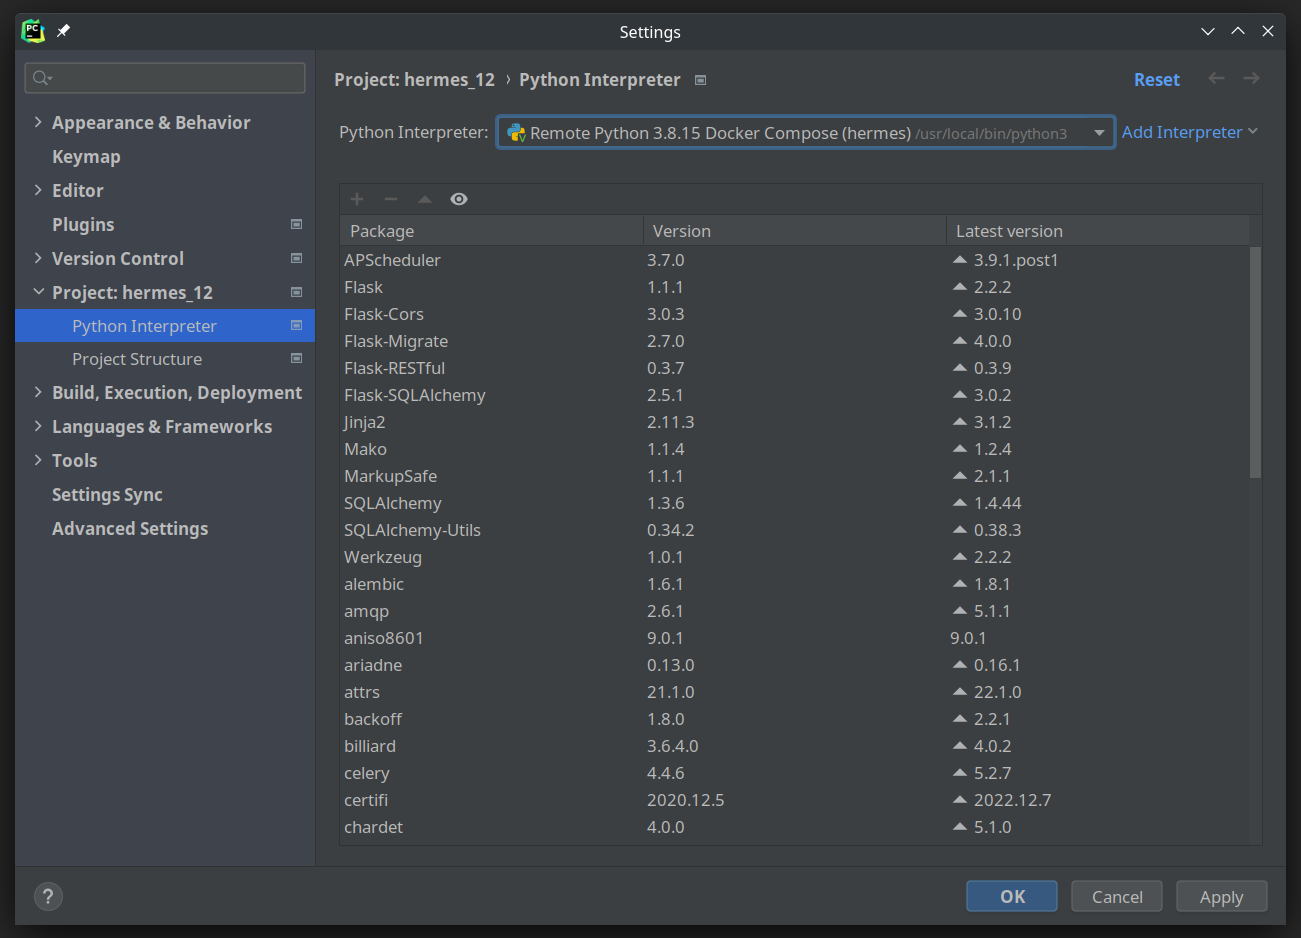 PC
Settings
Appearance & Behavior
Keymap
Editor
Plugins
Version Control
Project: hermes_12
Python Interpreter
Project Structure
Build, Execution, Deployment
Languages & Frameworks
Tools
Settings Sync
Advanced Settings
Project: hermes_12 › Python Interpreter
Reset
Python Interpreter: Remote Python 3.8.15 Docker Compose (hermes) /usr/local/bin/python3 Add Interpreter
Package Version Latest version
APScheduler 3.7.0 3.9.1.post1
Flask 1.1.1 2.2.2
Flask-Cors 3.0.3 3.0.10
Flask-Migrate 2.7.0 4.0.0
Flask-RESTful 0.3.7 0.3.9
Flask-SQLAlchemy 2.5.1 3.0.2
Jinja2 2.11.3 3.1.2
Mako 1.1.4 1.2.4
MarkupSafe 1.1.1 2.1.1
SQLAlchemy 1.3.6 1.4.44
SQLAlchemy-Utils 0.34.2 0.38.3
Werkzeug 1.0.1 2.2.2
alembic 1.6.1 1.8.1
amqp 2.6.1 5.1.1
aniso8601 9.0.1 9.0.1
ariadne 0.13.0 0.16.1
attrs 21.1.0 22.1.0
backoff 1.8.0 2.2.1
billiard 3.6.4.0 4.0.2
celery 4.4.6 5.2.7
certifi 2020.12.5 2022.12.7
chardet 4.0.0 5.1.0
? OK Cancel Apply